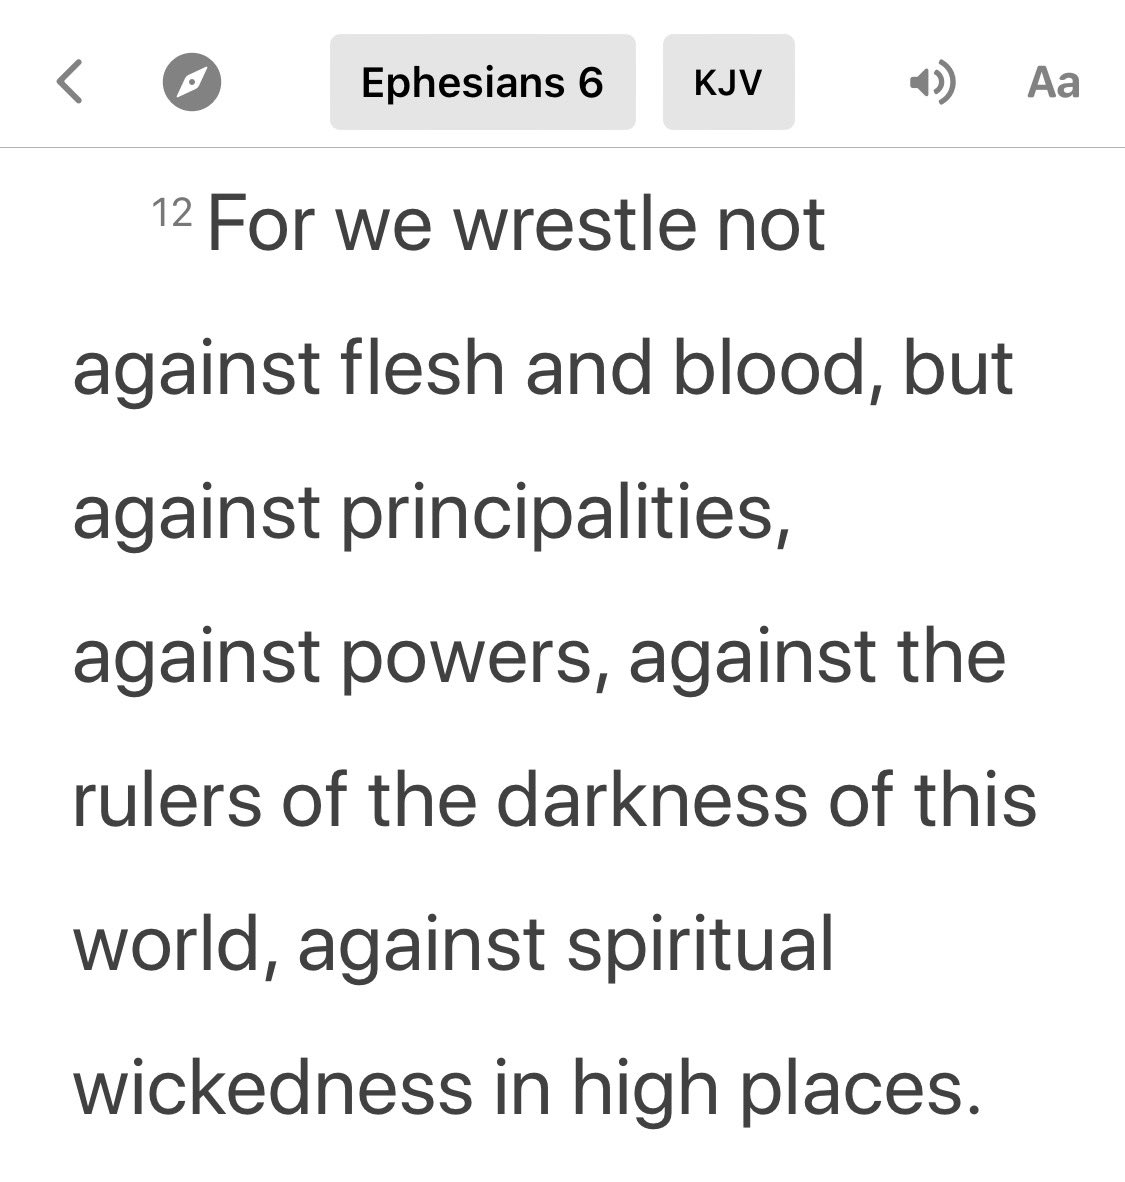 Ephesians 6 KJV Aa
12 For we wrestle not
against flesh and blood, but
against principalities,
against powers, against the
rulers of the darkness of this
world, against spiritual
wickedness in high places.